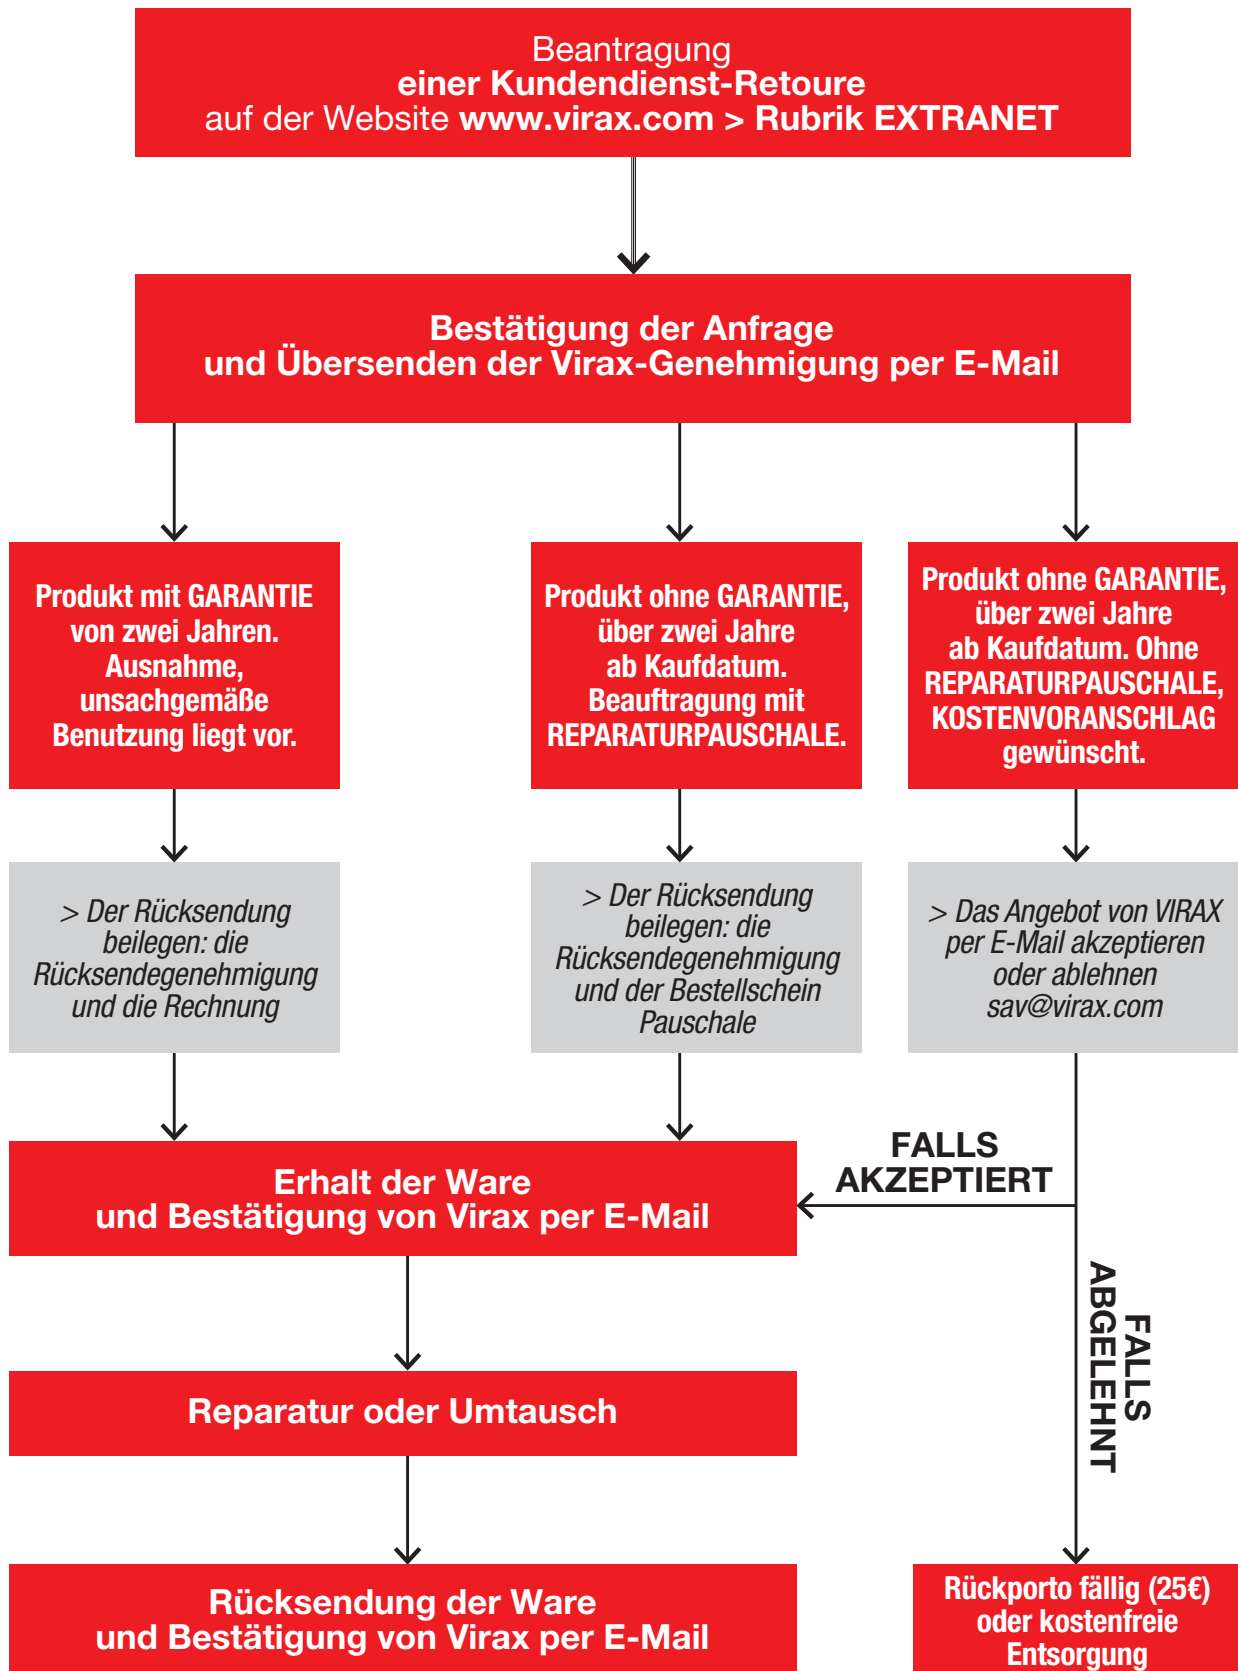 Beantragung
einer Kundendienst-Retoure
auf der Website www.virax.com > Rubrik EXTRANET
Bestätigung der Anfrage
und Übersenden der Virax-Genehmigung per E-Mail
Produkt mit GARANTIE
von zwei Jahren.
Ausnahme,
unsachgemäße
Benutzung liegt vor.
Produkt ohne GARANTIE,
über zwei Jahre
ab Kaufdatum.
Beauftragung mit
REPARATURPAUSCHALE.
Produkt ohne GARANTIE,
über zwei Jahre
ab Kaufdatum. Ohne
REPARATURPAUSCHALE,
KOSTENVORANSCHLAG
gewünscht.
> Der Rücksendung
beilegen: die
Rücksendegenehmigung
und die Rechnung
> Der Rücksendung
beilegen: die
Rücksendegenehmigung
und der Bestellschein
Pauschale
> Das Angebot von VIRAX
per E-Mail akzeptieren
oder ablehnen
sav@virax.com
FALLS
AKZEPTIERT
Erhalt der Ware
und Bestätigung von Virax per E-Mail
FALLS
ABGELEHNT
Reparatur oder Umtausch
Rücksendung der Ware
und Bestätigung von Virax per E-Mail
Rückporto fällig (25€)
oder kostenfreie
Entsorgung